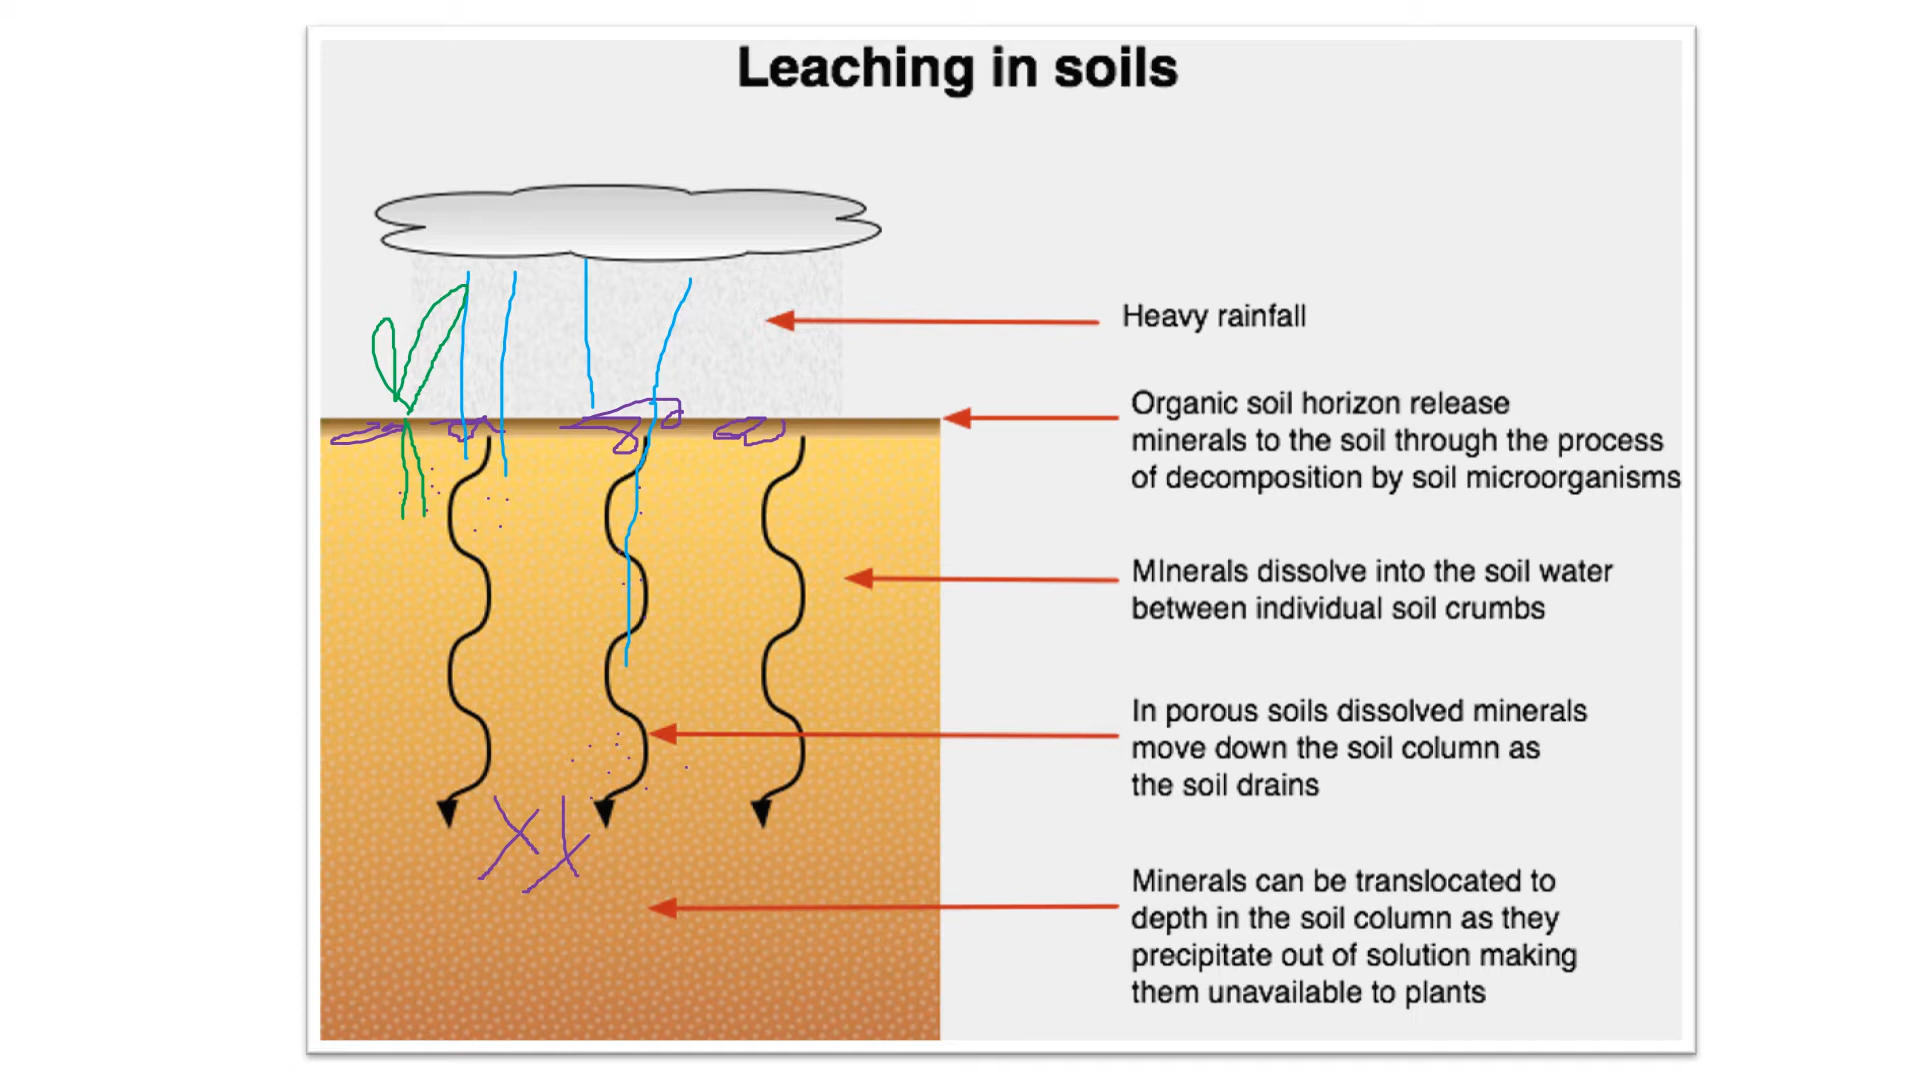 Leaching in soils
Heavy rainfall
Organic soil horizon release
minerals to the soil through the process
of decomposition by soil microorganisms
MInerals dissolve into the soil water
between individual soil crumbs
In porous soils dissolved minerals
move down the soil column as
the soil drains
Minerals can be translocated to
depth in the soil column as they
precipitate out of solution making
them unavailable to plants